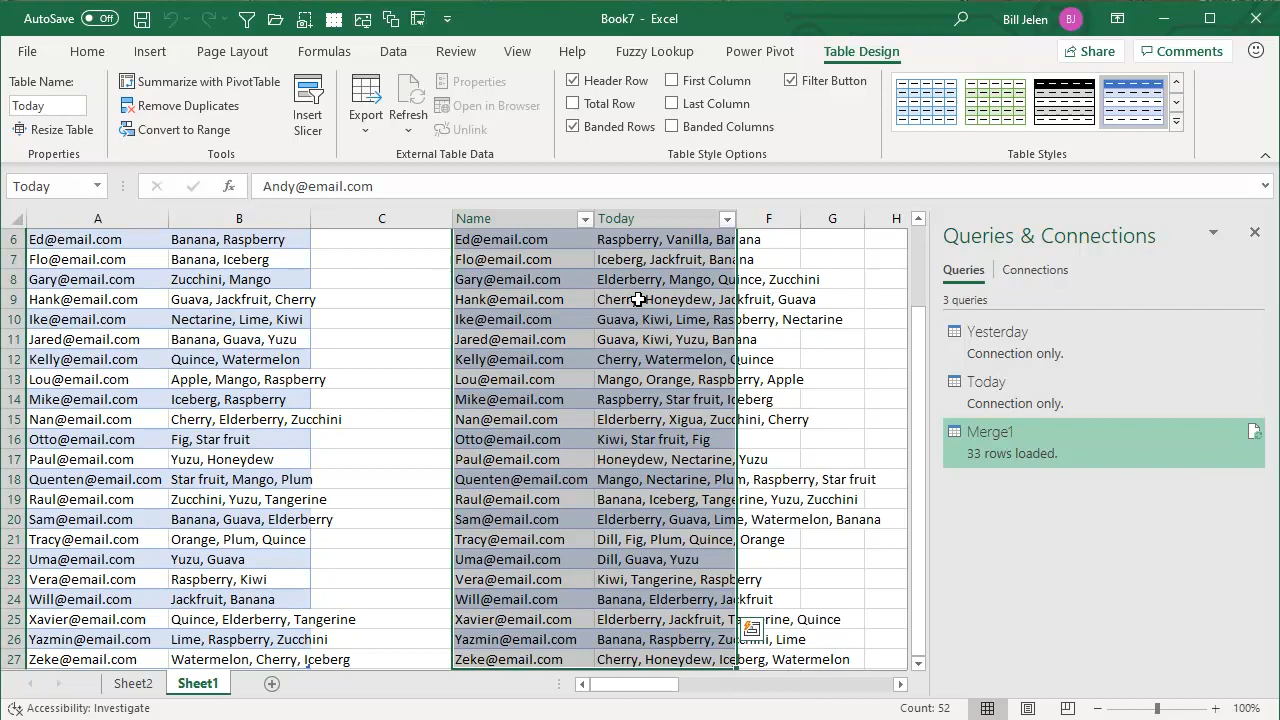 AutoSave Off Book7 - Excel Bill Jelen BJ
File Home Insert Page Layout Formulas Data Review View Help Fuzzy Lookup Power Pivot Table Design Share Comments
Table Name:
Today
Resize Table
Properties
Summarize with PivotTable
Remove Duplicates
Convert to Range
Tools
Insert
Slicer
Export
Refresh
Properties
Open in Browser
Unlink
External Table Data
Header Row First Column Filter Button
Total Row Last Column
Banded Rows Banded Columns
Table Style Options
Table Styles
Today fx Andy@email.com
A B C Name Today F G H
6 Ed@email.com Banana, Raspberry Ed@email.com Raspberry, Vanilla, Banana
7 Flo@email.com Banana, Iceberg Flo@email.com Iceberg, Jackfruit, Banana
8 Gary@email.com Zucchini, Mango Gary@email.com Elderberry, Mango, Quince, Zucchini
9 Hank@email.com Guava, Jackfruit, Cherry Hank@email.com Cherry, Honeydew, Jackfruit, Guava
10 Ike@email.com Nectarine, Lime, Kiwi Ike@email.com Guava, Kiwi, Lime, Raspberry, Nectarine
11 Jared@email.com Banana, Guava, Yuzu Jared@email.com Guava, Kiwi, Yuzu, Banana
12 Kelly@email.com Quince, Watermelon Kelly@email.com Cherry, Watermelon, Quince
13 Lou@email.com Apple, Mango, Raspberry Lou@email.com Mango, Orange, Raspberry, Apple
14 Mike@email.com Iceberg, Raspberry Mike@email.com Raspberry, Star fruit, Iceberg
15 Nan@email.com Cherry, Elderberry, Zucchini Nan@email.com Elderberry, Xigua, Zucchini, Cherry
16 Otto@email.com Fig, Star fruit Otto@email.com Kiwi, Star fruit, Fig
17 Paul@email.com Yuzu, Honeydew Paul@email.com Honeydew, Nectarine, Yuzu
18 Quenten@email.com Star fruit, Mango, Plum Quenten@email.com Mango, Nectarine, Plum, Raspberry, Star fruit
19 Raul@email.com Zucchini, Yuzu, Tangerine Raul@email.com Banana, Iceberg, Tangerine, Yuzu, Zucchini
20 Sam@email.com Banana, Guava, Elderberry Sam@email.com Elderberry, Guava, Lime, Watermelon, Banana
21 Tracy@email.com Orange, Plum, Quince Tracy@email.com Dill, Fig, Plum, Quince, Orange
22 Uma@email.com Yuzu, Guava Uma@email.com Dill, Guava, Yuzu
23 Vera@email.com Raspberry, Kiwi Vera@email.com Kiwi, Tangerine, Raspberry
24 Will@email.com Jackfruit, Banana Will@email.com Banana, Elderberry, Jackfruit
25 Xavier@email.com Quince, Elderberry, Tangerine Xavier@email.com Elderberry, Jackfruit, Tangerine, Quince
26 Yazmin@email.com Lime, Raspberry, Zucchini Yazmin@email.com Banana, Raspberry, Zucchini, Lime
27 Zeke@email.com Watermelon, Cherry, Iceberg Zeke@email.com Cherry, Honeydew, Iceberg, Watermelon
Queries & Connections
Queries Connections
3 queries
Yesterday
Connection only.
Today
Connection only.
Merge1
33 rows loaded.
Sheet2 Sheet1
Accessibility: Investigate Count: 52 100%